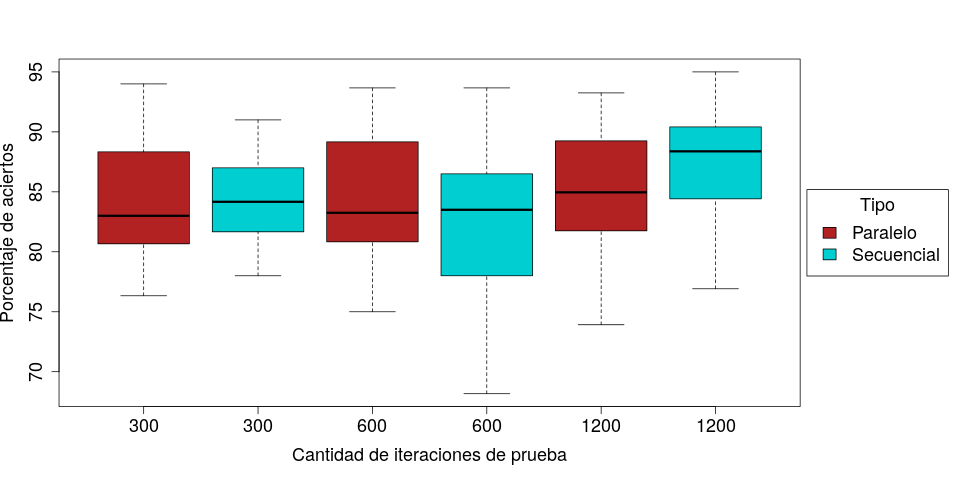 Porcentaje de aciertos
95
90
85
80
75
70
300 300 600 600 1200 1200
Cantidad de iteraciones de prueba
Tipo
Paralelo
Secuencial